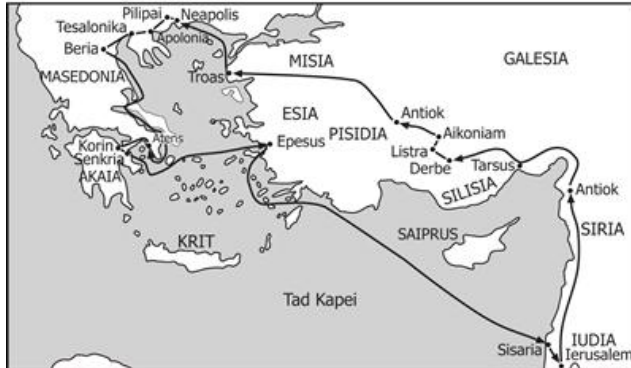 Pilipai
Neapolis
Tesalonika
Apolonia
Beria
MASEDONIA
Troas
MISIA
GALESIA
ESIA
PISIDIA
Antiok
Aikoniam
Listra
Derbe
Tarsus
SILISIA
Antiok
SIRIA
Atens
Korin
Senkria
AKAIA
Epesus
KRIT
SAIPRUS
Tad Kapei
Sisaria
IUDIA
Ierusalem